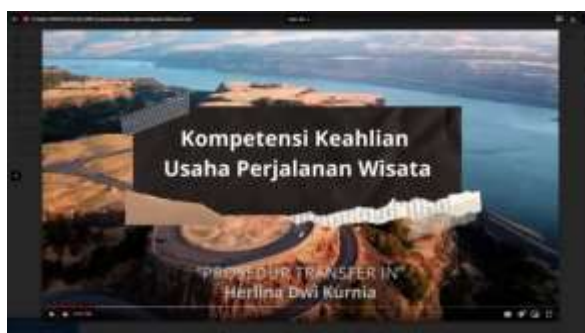 Kompetensi Keahlian
Usaha Perjalanan Wisata
"PROSEDUR TRANSFER IN"
Herlina Dwi Kurnia